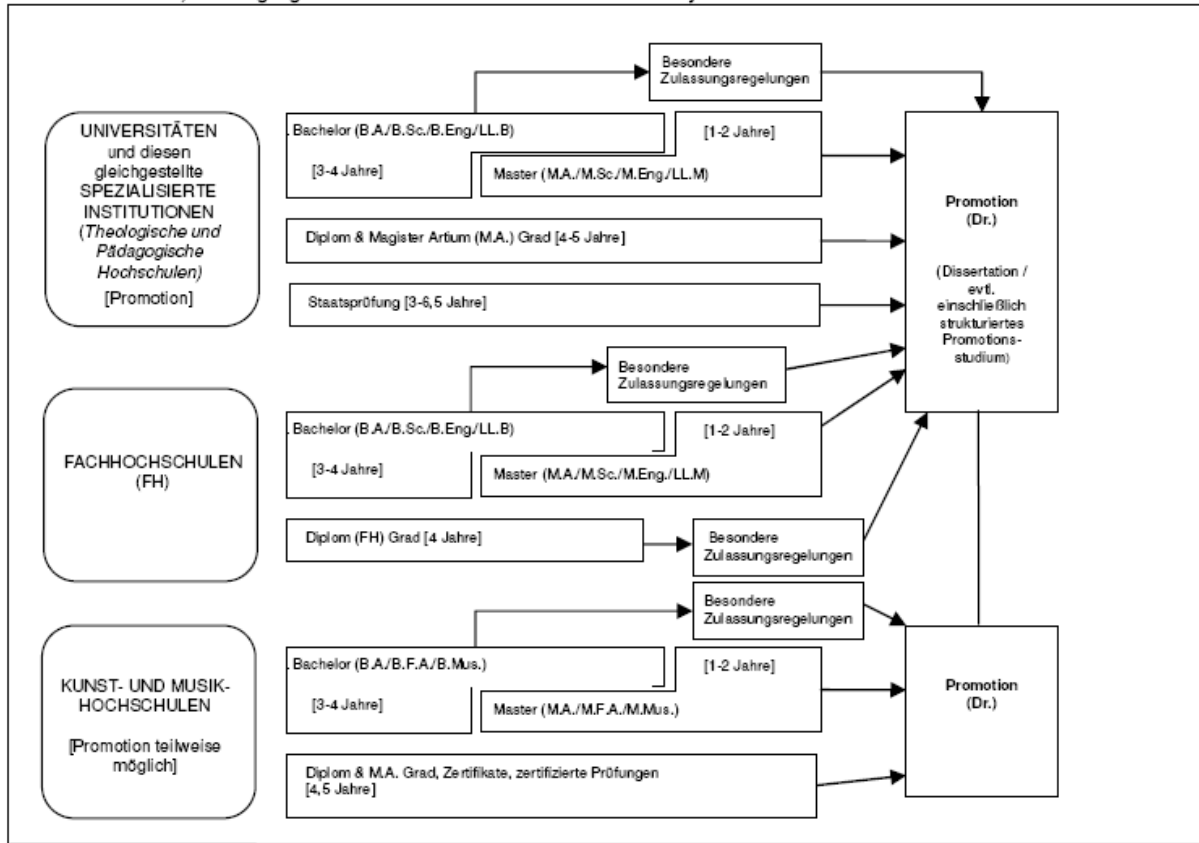 Besondere
Zulassungsregelungen
UNIVERSITÄTEN
und diesen
gleichgestellte
SPEZIALISIERTE
INSTITUTIONEN
(Theologische und
Pädagogische
Hochschulen)
[Promotion]
. Bachelor (B.A./B.Sc./B.Eng./LL.B)
[1-2 Jahre]
[3-4 Jahre]
Master (M.A./M.Sc./M.Eng./LL.M)
Diplom & Magister Artium (M.A.) Grad [4-5 Jahre]
Staatsprüfung [3-6,5 Jahre]
Promotion
(Dr.)
(Dissertation /
evtl.
einschließlich
strukturiertes
Promotions-
studium)
Besondere
Zulassungsregelungen
FACHHOCHSCHULEN
(FH)
. Bachelor (B.A./B.Sc./B.Eng./LL.B)
[1-2 Jahre]
[3-4 Jahre]
Master (M.A./M.Sc./M.Eng./LL.M)
Diplom (FH) Grad [4 Jahre]
Besondere
Zulassungsregelungen
Besondere
Zulassungsregelungen
KUNST- UND MUSIK-
HOCHSCHULEN
[Promotion teilweise
möglich]
. Bachelor (B.A./B.F.A./B.Mus.)
[1-2 Jahre]
[3-4 Jahre]
Master (M.A./M.F.A./M.Mus.)
Diplom & M.A. Grad, Zertifikate, zertifizierte Prüfungen
[4,5 Jahre]
Promotion
(Dr.)